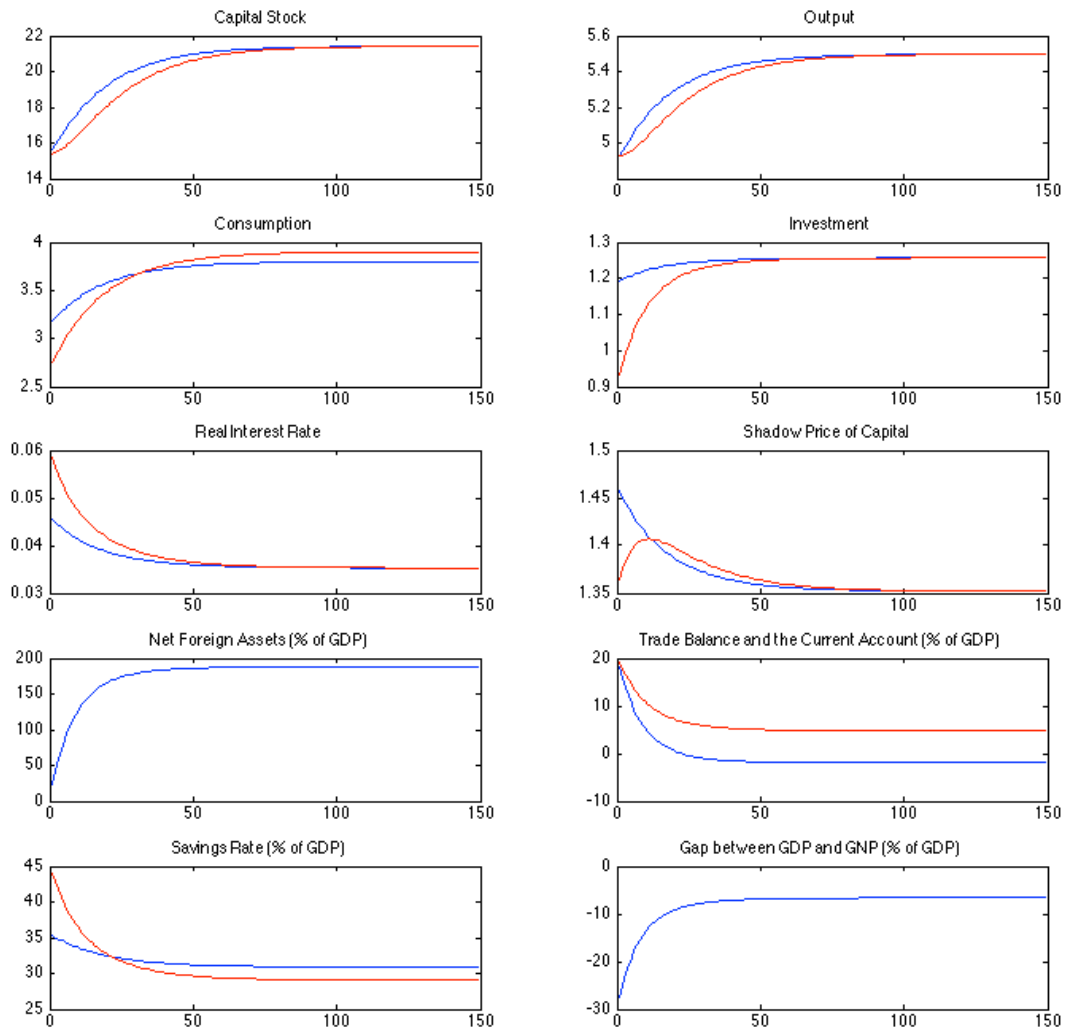 Capital Stock
22
20
18
16
14
0 50 100 150
Output
5.6
5.4
5.2
5
0 50 100 150
Consumption
4
3.5
3
2.5
0 50 100 150
Investment
1.3
1.2
1.1
1
0.9
0 50 100 150
Real Interest Rate
0.06
0.05
0.04
0.03
0 50 100 150
Shadow Price of Capital
1.5
1.45
1.4
1.35
0 50 100 150
Net Foreign Assets (% of GDP)
200
150
100
50
0
0 50 100 150
Trade Balance and the Current Account (% of GDP)
20
10
0
-10
0 50 100 150
Savings Rate (% of GDP)
45
40
35
30
25
0 50 100 150
Gap between GDP and GNP (% of GDP)
0
-10
-20
-30
0 50 100 150